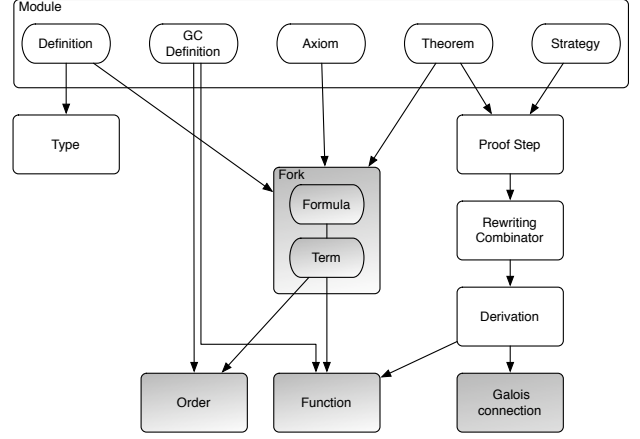 Module
Definition
GC
Definition
Axiom
Theorem
Strategy
Type
Proof Step
Fork
Formula
Term
Rewriting
Combinator
Derivation
Order
Function
Galois
connection